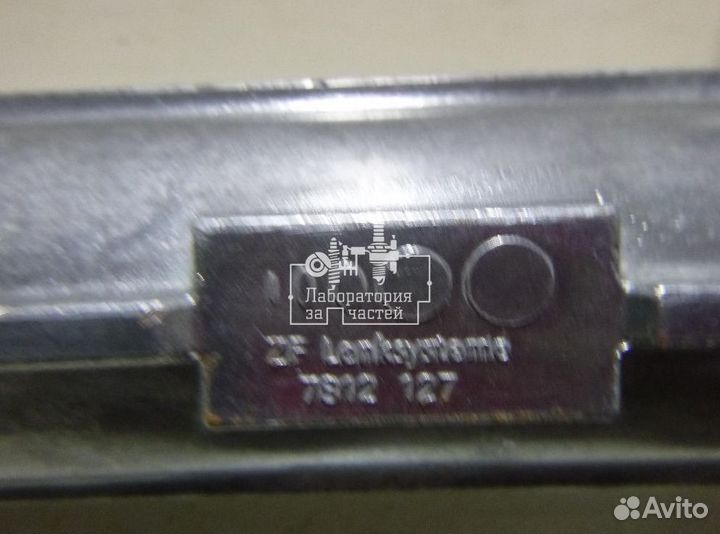 Лаборатория
за частей
ZF Lenksysteme
7812 127
Avito